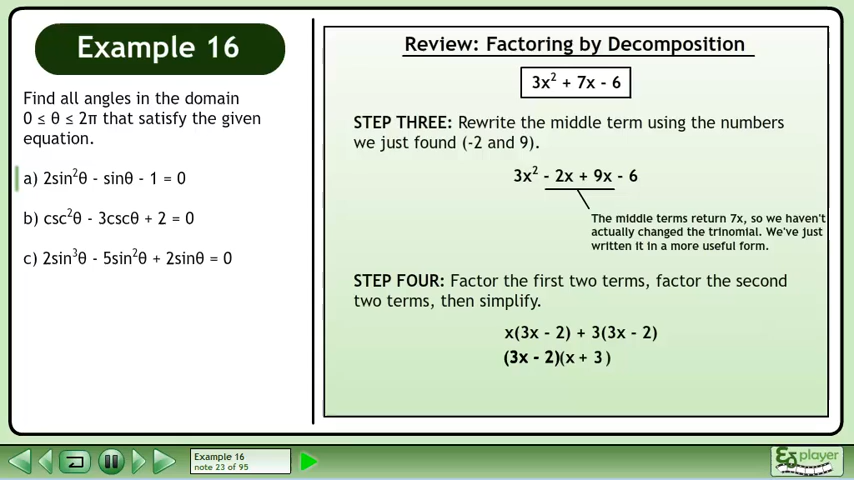 Example 16
Find all angles in the domain
0 ≤ θ ≤ 2π that satisfy the given
equation.
a) 2sin²θ - sinθ - 1 = 0
b) csc²θ - 3cscθ + 2 = 0
c) 2sin³θ - 5sin²θ + 2sinθ = 0
Review: Factoring by Decomposition
3x² + 7x - 6
STEP THREE: Rewrite the middle term using the numbers
we just found (-2 and 9).
3x² - 2x + 9x - 6
The middle terms return 7x, so we haven't
actually changed the trinomial. We've just
written it in a more useful form.
STEP FOUR: Factor the first two terms, factor the second
two terms, then simplify.
x(3x - 2) + 3(3x - 2)
(3x - 2)(x + 3)
Example 16
note 23 of 95
player